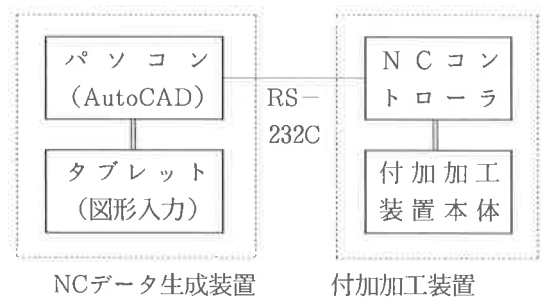 パソコン
(AutoCAD)
タブレット
(図形入力)
RS-
232C
NCコン
トローラ
付加加工
装置本体
NCデータ生成装置
付加加工装置